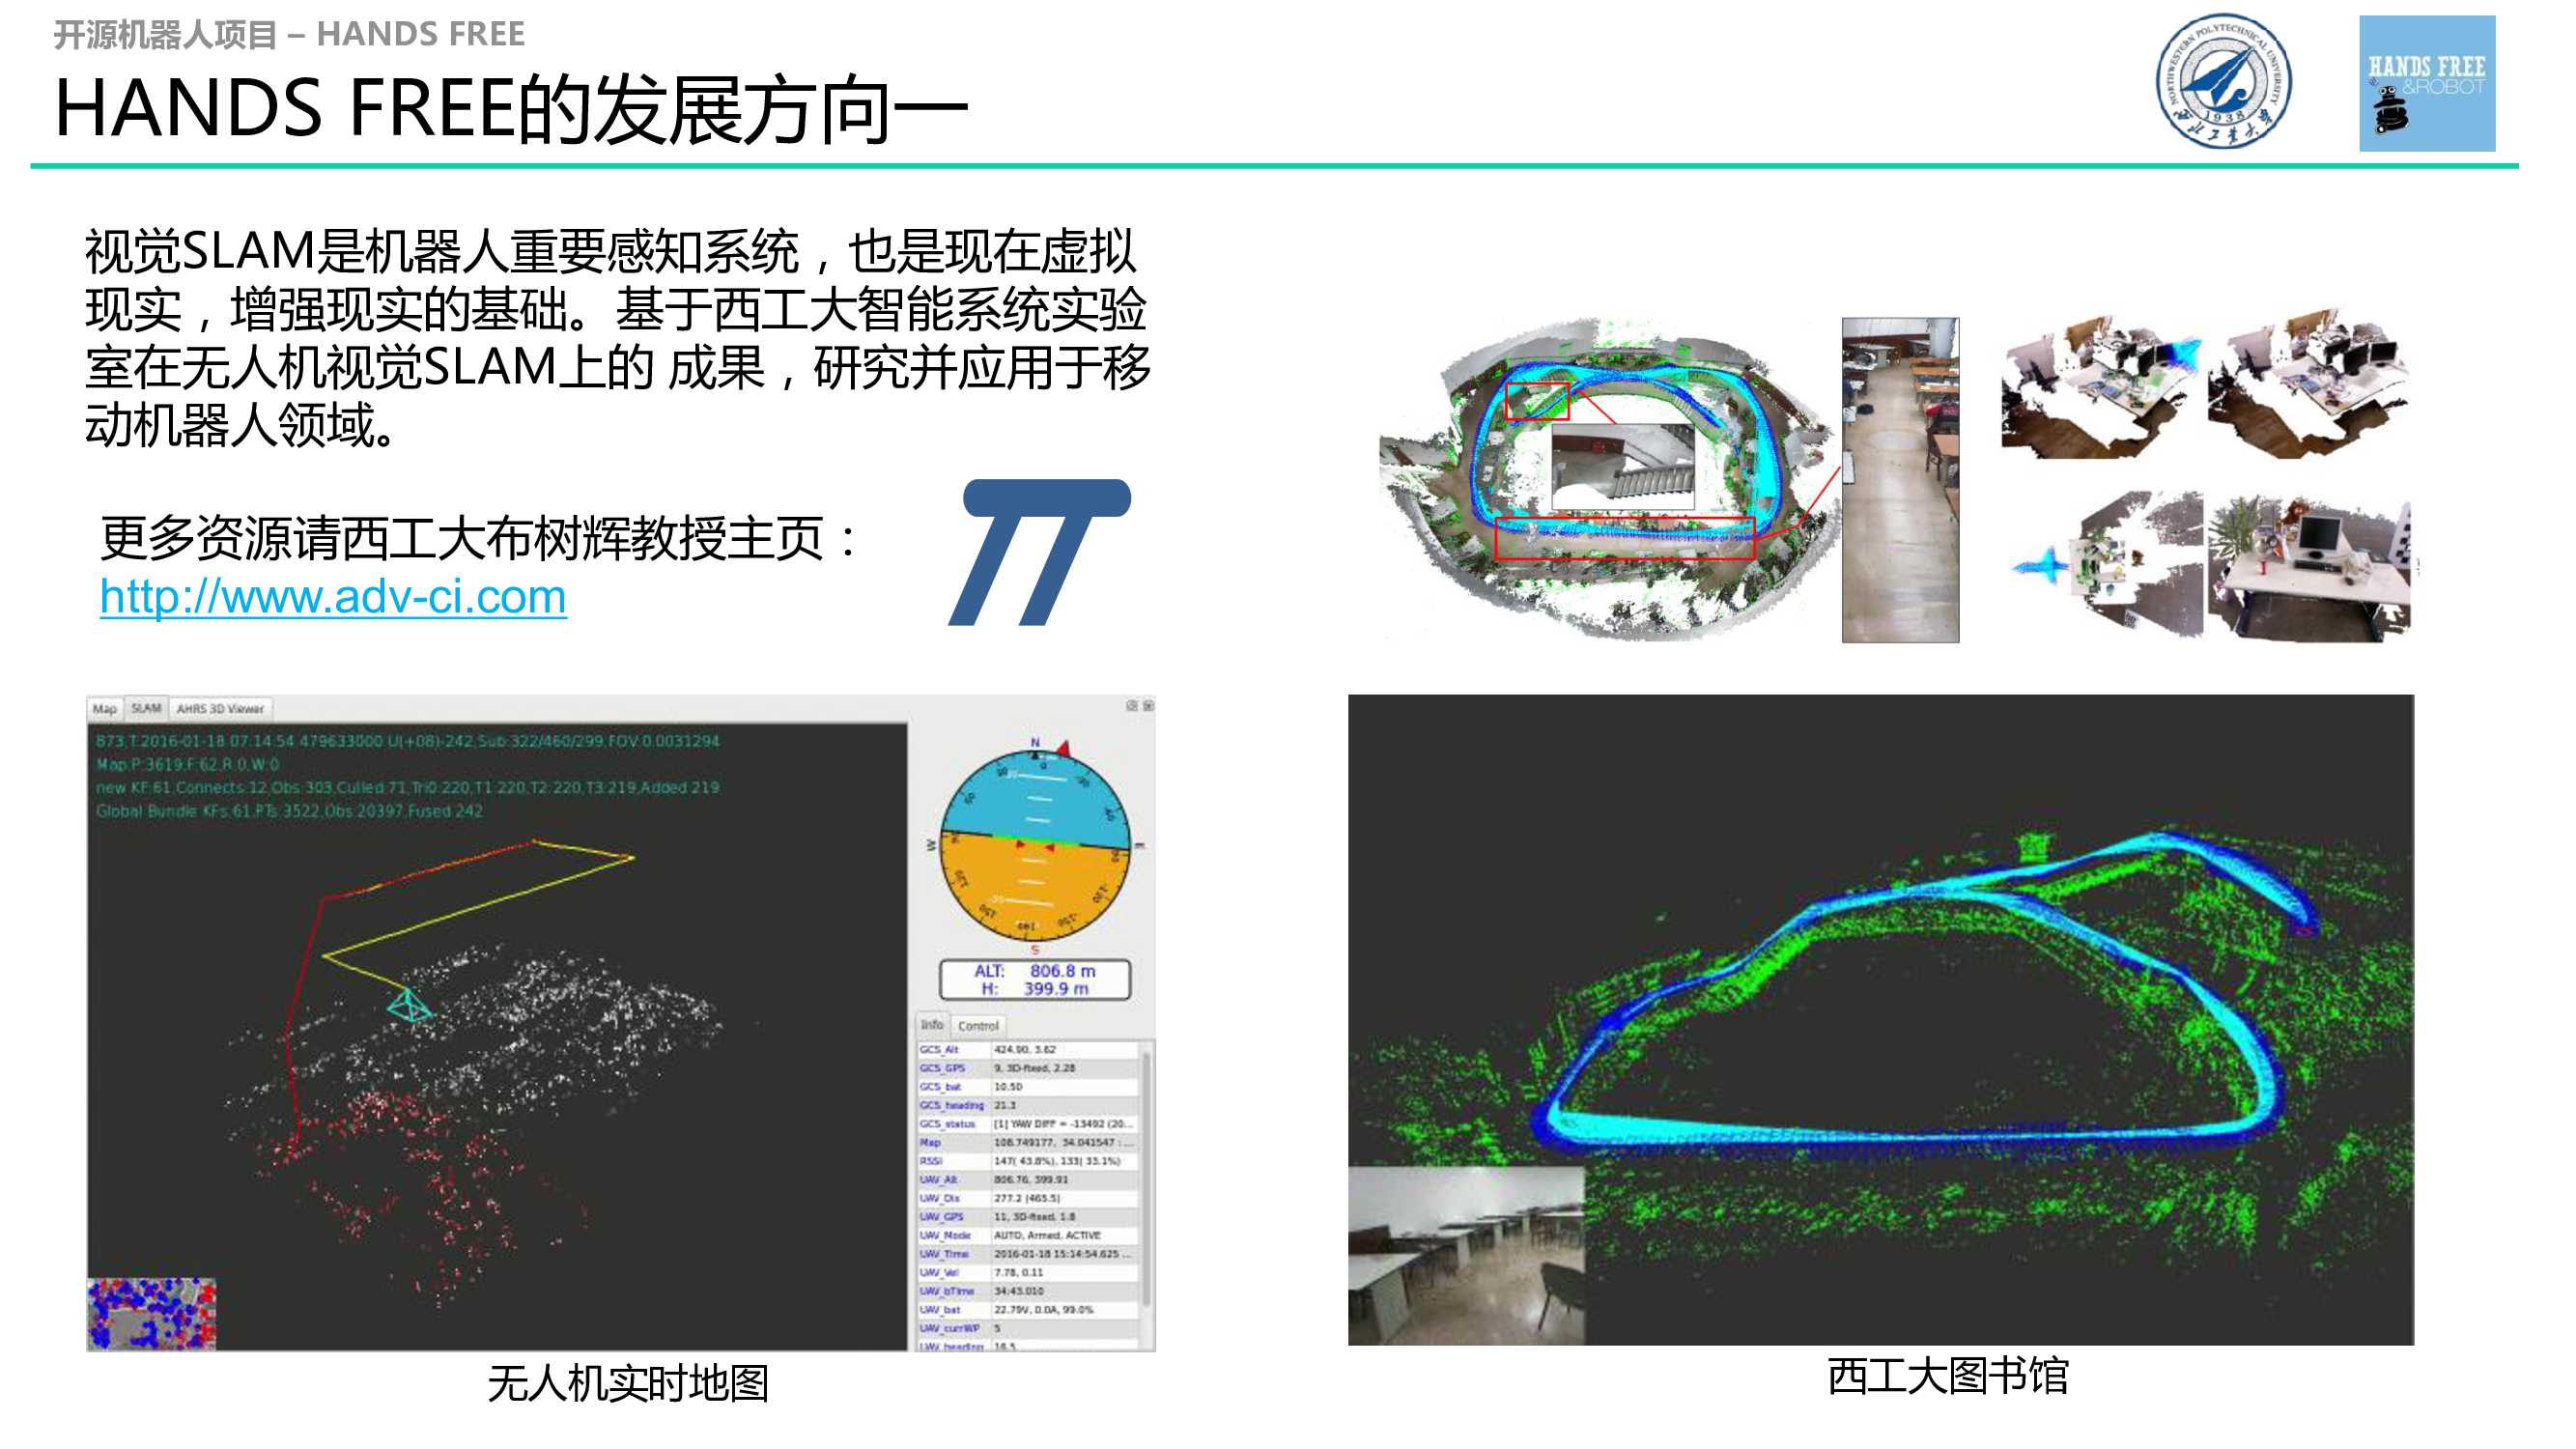 开源机器人项目 – HANDS FREE
HANDS FREE的发展方向一
NORTHWESTERN POLYTECHNICAL UNIVERSITY
1938
西北工业大学
HANDS FREE
&ROBOT
视觉SLAM是机器人重要感知系统，也是现在虚拟
现实，增强现实的基础。基于西工大智能系统实验
室在无人机视觉SLAM上的 成果，研究并应用于移
动机器人领域。
更多资源请西工大布树辉教授主页：
http://www.adv-ci.com
Map SLAM AHRS 3D Viewer
873,T:2016-01-18 07:14:54 479633000 U(+08)-242,Sub:322/460/299,FOV:0.0031294
Map P:3619,F:62,R:0,W:0
new KF:61,Connects:12,Obs:303,Culled:71,Tri0:220,T1:220,T2:220,T3:219,Added 219
Global Bundle KFs:61,PTs:3522,Obs:20397,Fused 242
N
W
E
S
ALT: 806.8 m
H: 399.9 m
Info Control
GCS_Alt 424.90, 3.62
GCS_GPS 9, 3D-fixed, 2.28
GCS_bat 10.50
GCS_heading 21.3
GCS_status [1] YAW DIFF = -13492 (20...
Map 108.749177, 34.041547 :...
RSSI 147( 43.8%), 133( 33.1%)
UAV_Alt 806.76, 399.91
UAV_Dis 277.2 (465.5)
UAV_GPS 11, 3D-fixed, 1.8
UAV_Mode AUTO, Armed, ACTIVE
UAV_Time 2016-01-18 15:14:54.625 ...
UAV_Vel 7.78, 0.11
UAV_bTime 34:43.010
UAV_bat 22.79V, 0.0A, 99.0%
UAV_currWP 5
UAV_heading 16.5
无人机实时地图
西工大图书馆